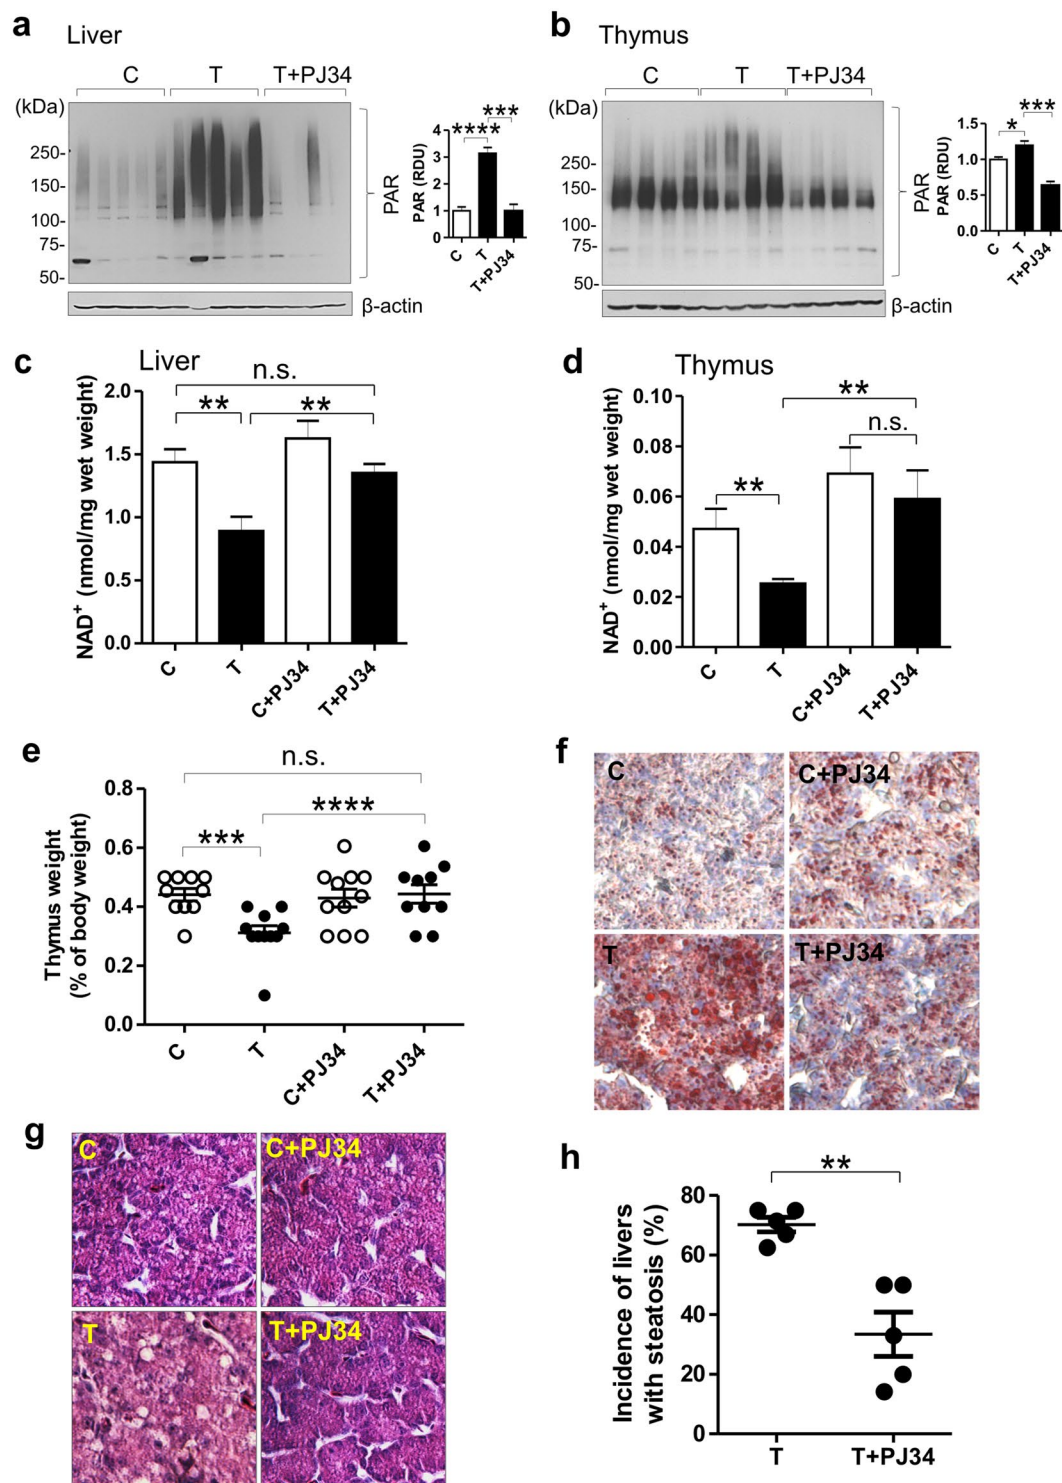 a Liver
C T T+PJ34
(kDa)
250-
150-
100-
75-
50-
PAR
β-actin
**** ***
PAR (RDU)
4
3
2
1
0
C T T+PJ34
b Thymus
C T T+PJ34
(kDa)
250-
150-
100-
75-
50-
PAR
β-actin
* ***
PAR (RDU)
1.5
1.0
0.5
0.0
C T T+PJ34
c Liver
n.s.
** **
NAD+ (nmol/mg wet weight)
2.0
1.5
1.0
0.5
0.0
C T C+PJ34 T+PJ34
d Thymus
**
n.s.
**
NAD+ (nmol/mg wet weight)
0.10
0.08
0.06
0.04
0.02
0.00
C T C+PJ34 T+PJ34
e
n.s.
****
***
Thymus weight
(% of body weight)
0.8
0.6
0.4
0.2
0.0
C T C+PJ34 T+PJ34
f
C C+PJ34
T T+PJ34
g
C C+PJ34
T T+PJ34
h
**
Incidence of livers
with steatosis (%)
80
60
40
20
0
T T+PJ34